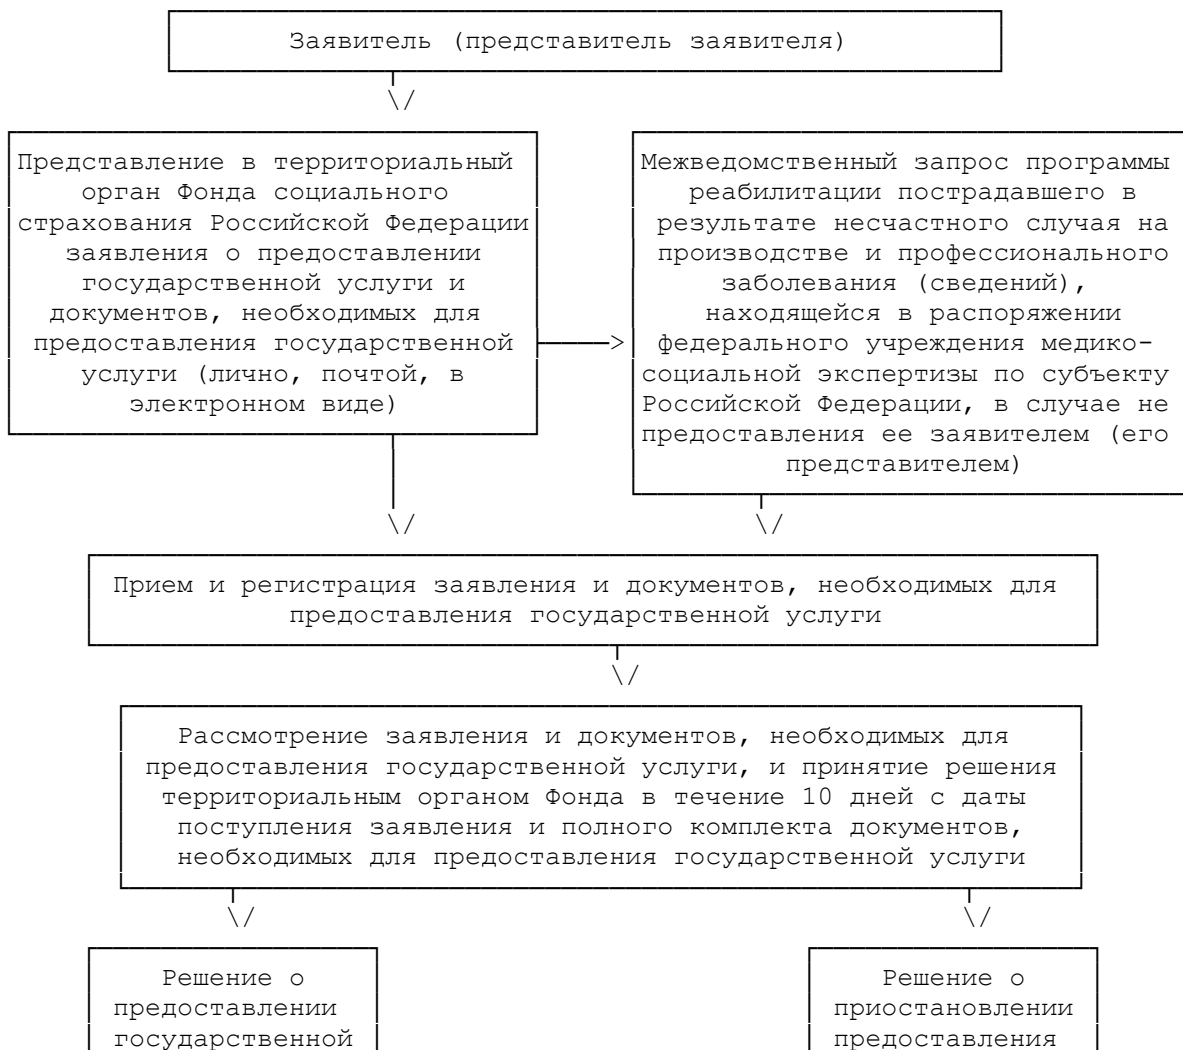 Заявитель (представитель заявителя)
Представление в территориальный
орган Фонда социального
страхования Российской Федерации
заявления о предоставлении
государственной услуги и
документов, необходимых для
предоставления государственной
услуги (лично, почтой, в
электронном виде)
Межведомственный запрос программы
реабилитации пострадавшего в
результате несчастного случая на
производстве и профессионального
заболевания (сведений),
находящейся в распоряжении
федерального учреждения медико-
социальной экспертизы по субъекту
Российской Федерации, в случае не
предоставления ее заявителем (его
представителем)
Прием и регистрация заявления и документов, необходимых для
предоставления государственной услуги
Рассмотрение заявления и документов, необходимых для
предоставления государственной услуги, и принятие решения
территориальным органом Фонда в течение 10 дней с даты
поступления заявления и полного комплекта документов,
необходимых для предоставления государственной услуги
Решение о
предоставлении
государственной
Решение о
приостановлении
предоставления